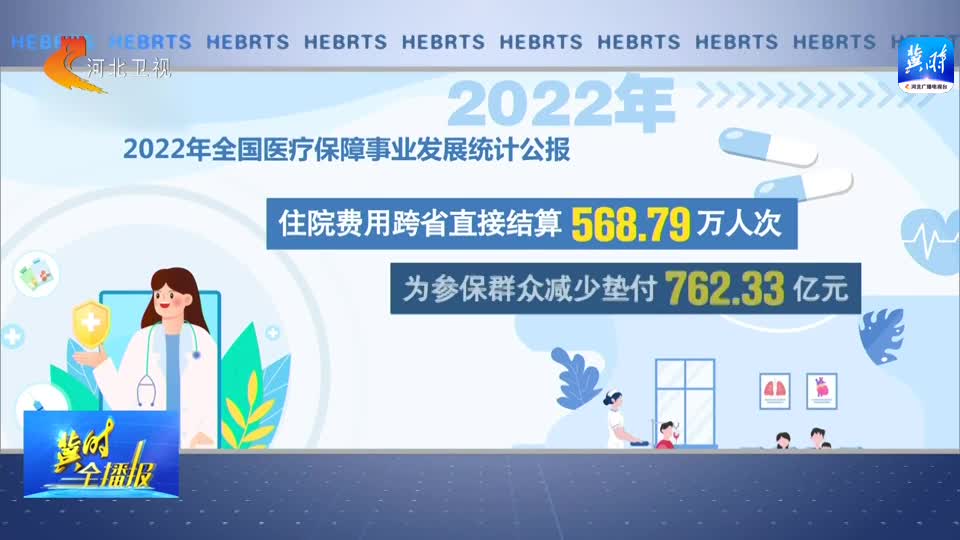 HEBRTS HEBRTS HEBRTS HEBRTS HEBRTS HEBRTS HEBRTS HEBRTS HEBRTS
河北卫视
冀时
河北广播电视台
2022年
2022年全国医疗保障事业发展统计公报
住院费用跨省直接结算 568.79 万人次
为参保群众减少垫付 762.33 亿元
冀时
全播报